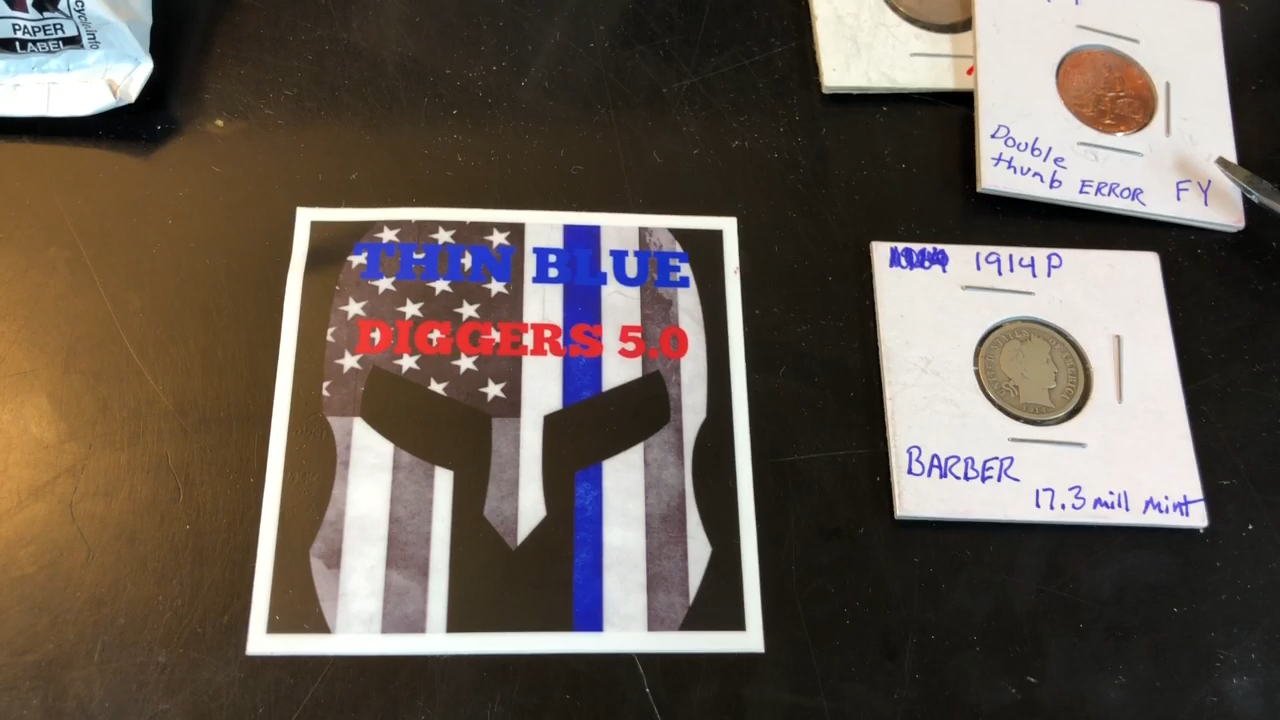 PAPER
LABEL
THIN BLUE
DIGGERS 5.0
Double
thumb ERROR FY
1914 P
BARBER
17.3 mill mint